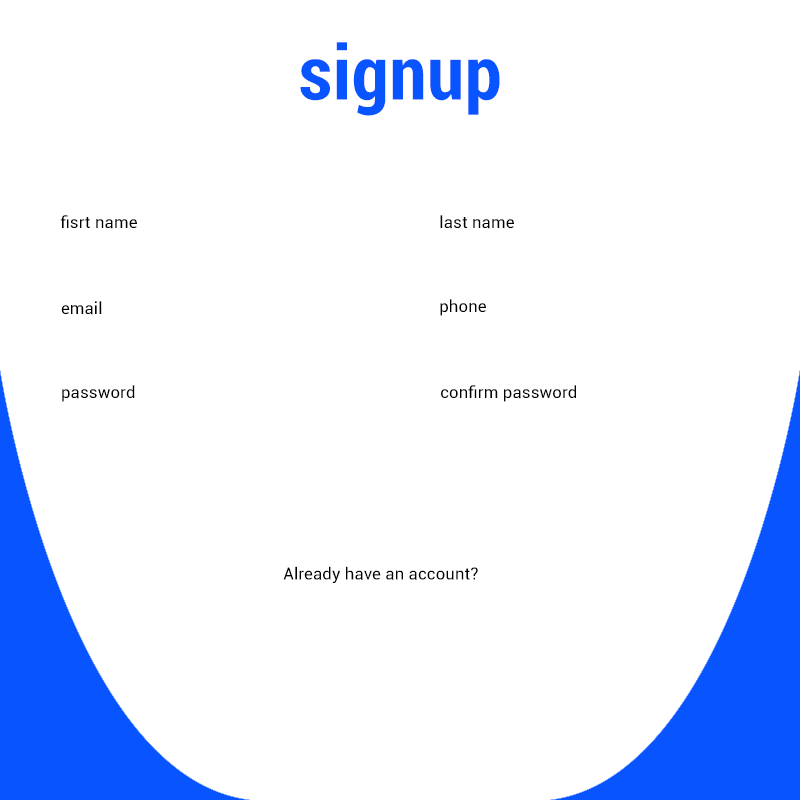 signup
fisrt name
last name
email
phone
password
confirm password
Already have an account?